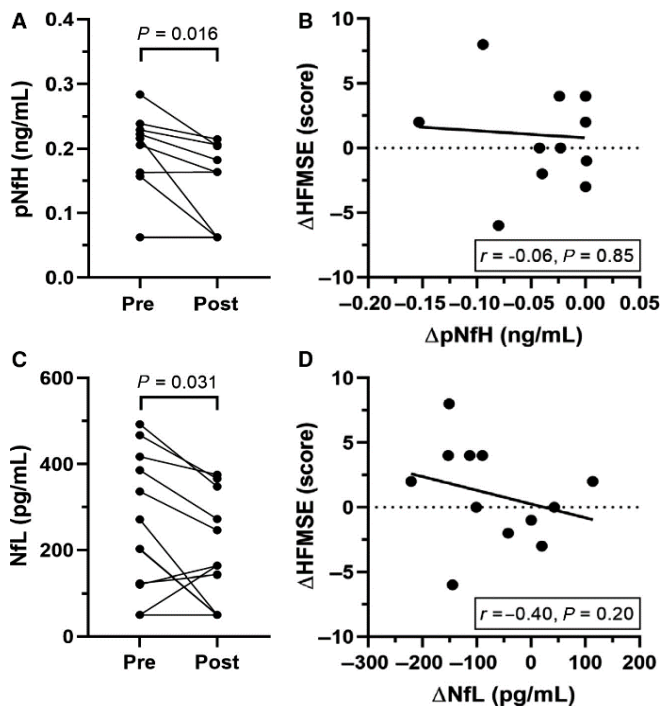 A
P = 0.016
pNfH (ng/mL)
0.4
0.3
0.2
0.1
0.0
Pre Post
B
ΔHFMSE (score)
10
5
0
−5
−10
r = -0.06, P = 0.85
−0.20 −0.15 −0.10 −0.05 0.00 0.05
ΔpNfH (ng/mL)
C
P = 0.031
NfL (pg/mL)
600
400
200
0
Pre Post
D
ΔHFMSE (score)
10
5
0
−5
−10
r = −0.40, P = 0.20
−300 −200 −100 0 100 200
ΔNfL (pg/mL)